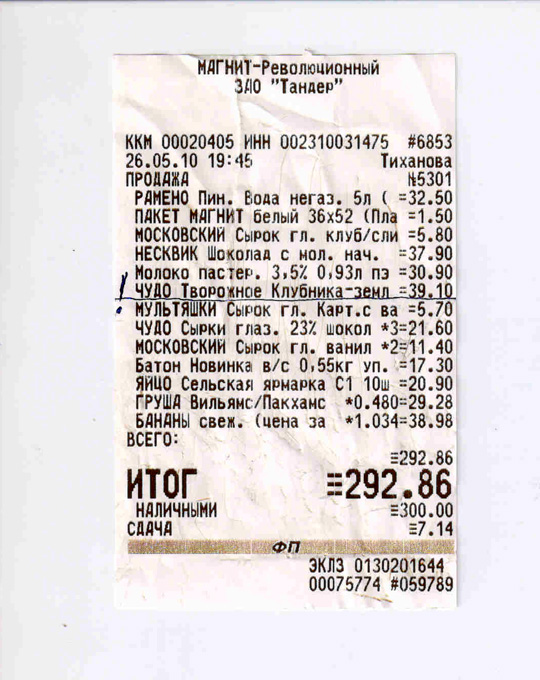 МАГНИТ-Революционный
ЗАО "Тандер"
ККМ 00020405 ИНН 002310031475 #6853
26.05.10 19:45 Тиханова
ПРОДАЖА №5301
РАМЕНО Пин. Вода негаз. 5л ( ≡32.50
ПАКЕТ МАГНИТ белый 36х52 (Пла ≡1.50
МОСКОВСКИЙ Сырок гл. клуб/сли ≡5.80
НЕСКВИК Шоколад с мол. нач. ≡37.90
Молоко пастер. 3,5% 0,93л пэ ≡30.90
! ЧУДО Творожное Клубника-земл ≡39.10
МУЛЬТЯШКИ Сырок гл. Карт.с ва ≡5.70
ЧУДО Сырки глаз. 23% шокол *3≡21.60
МОСКОВСКИЙ Сырок гл. ванил *2≡11.40
Батон Новинка в/с 0,55кг уп. ≡17.30
ЯЙЦО Сельская ярмарка С1 10ш ≡20.90
ГРУША Вильямс/Пакхамс *0.480≡29.28
БАНАНЫ свеж. (цена за *1.034≡38.98
ВСЕГО:
≡292.86
ИТОГ ≡292.86
НАЛИЧНЫМИ ≡300.00
СДАЧА ≡7.14
ФП
ЭКЛЗ 0130201644
00075774 #059789